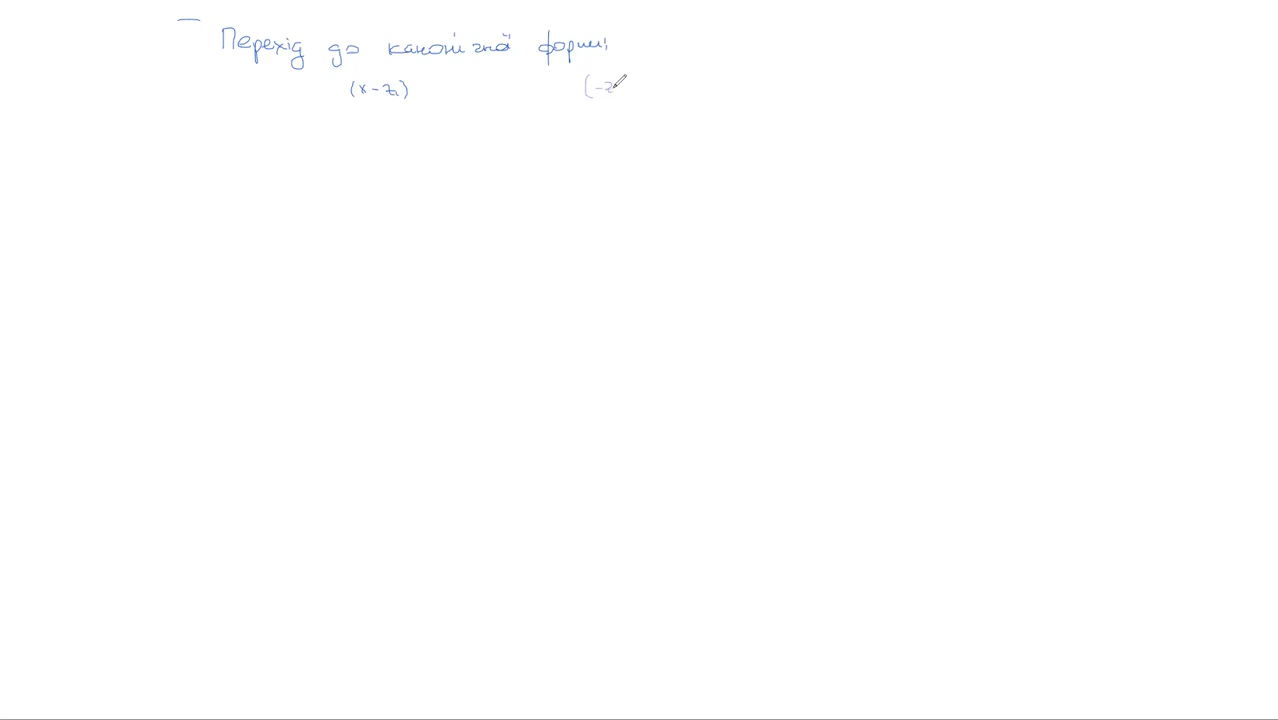 Перехід до канонічної форми
(x - z₁) (-z